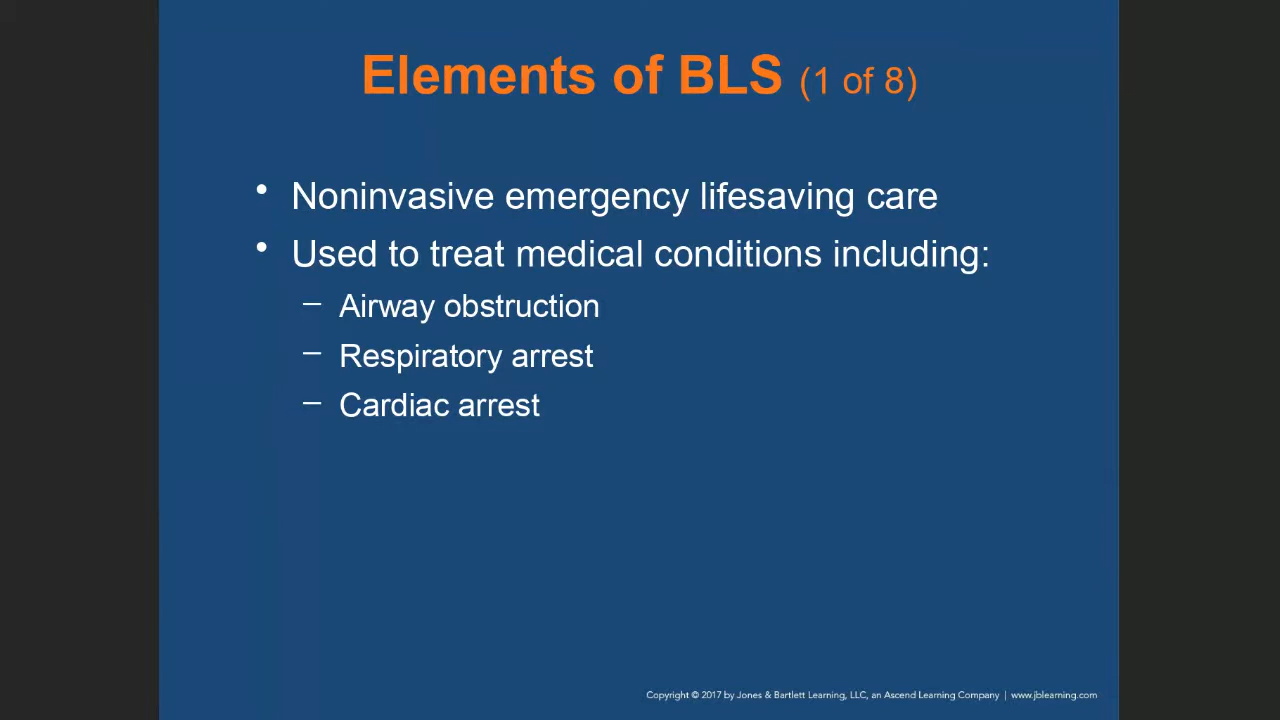 Elements of BLS (1 of 8)
• Noninvasive emergency lifesaving care
• Used to treat medical conditions including:
– Airway obstruction
– Respiratory arrest
– Cardiac arrest
Copyright © 2017 by Jones & Bartlett Learning, LLC, an Ascend Learning Company | www.jblearning.com